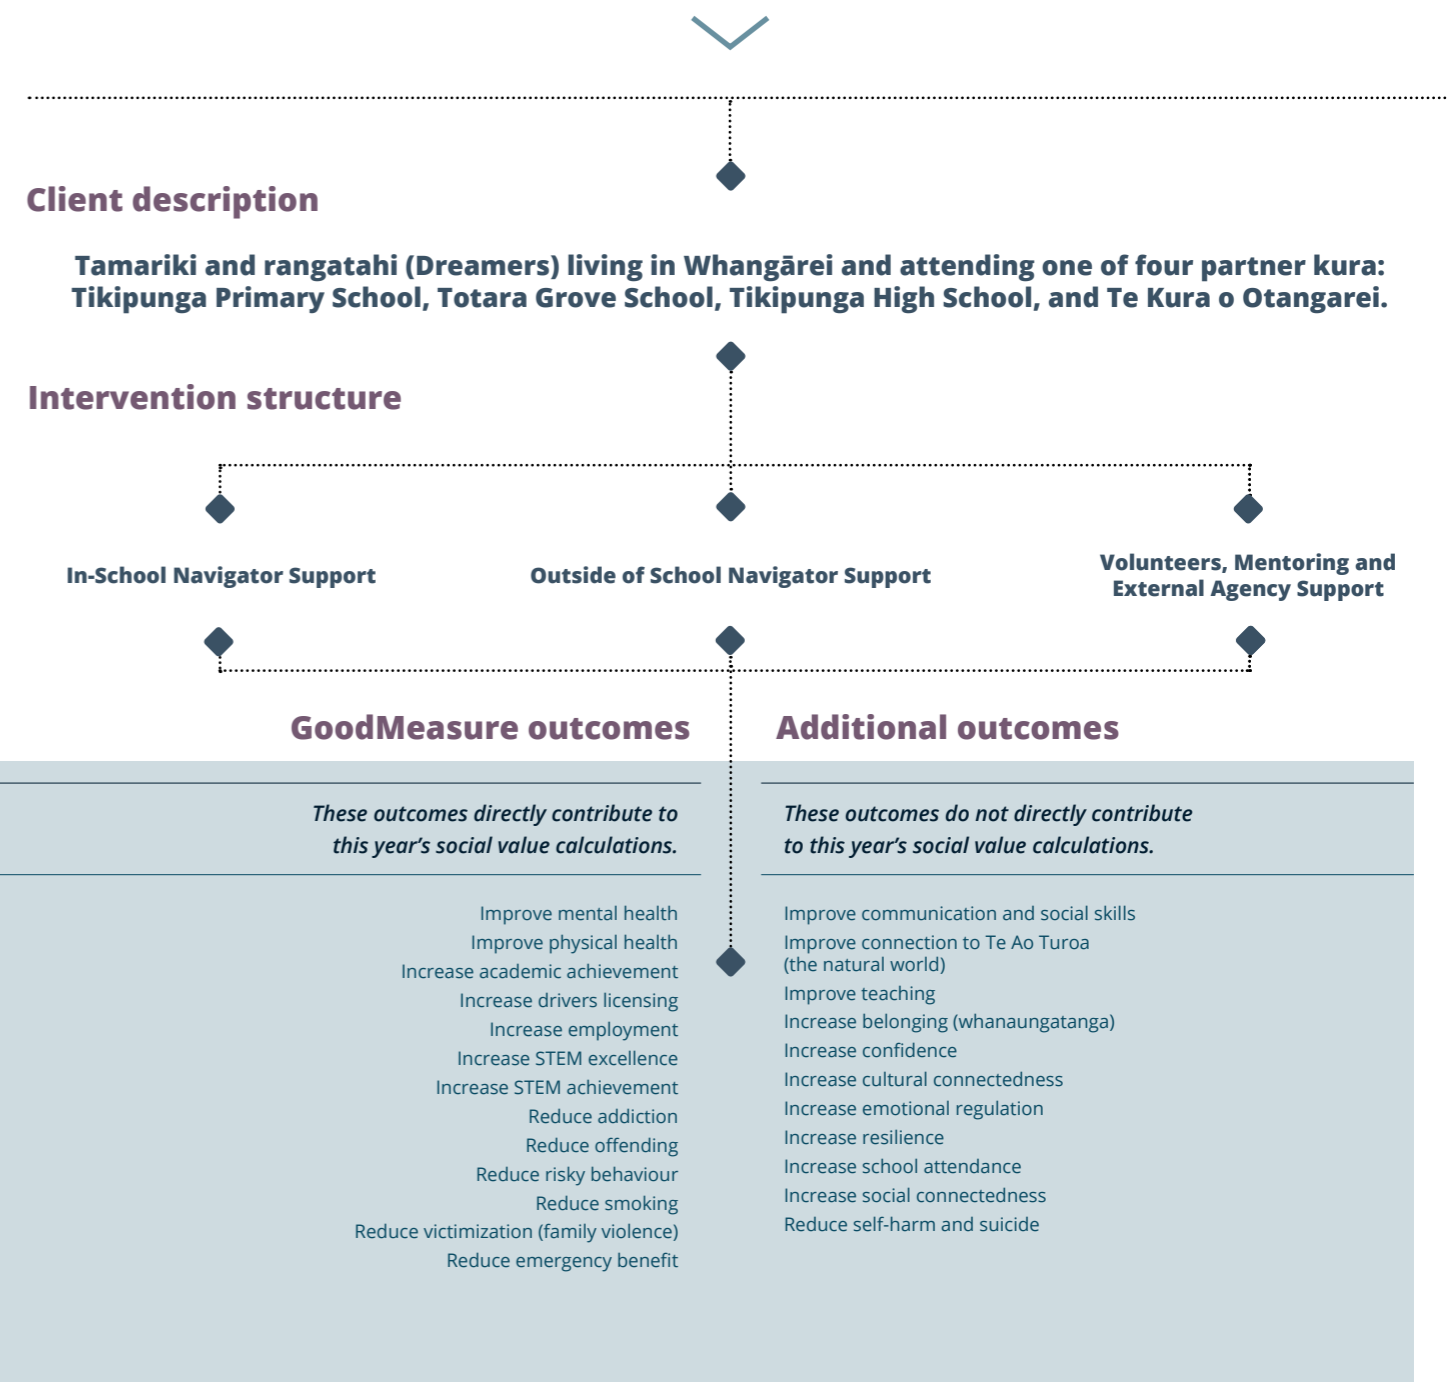 Client description
Tamariki and rangatahi (Dreamers) living in Whangārei and attending one of four partner kura:
Tikipunga Primary School, Totara Grove School, Tikipunga High School, and Te Kura o Otangarei.
Intervention structure
In-School Navigator Support
Outside of School Navigator Support
Volunteers, Mentoring and
External Agency Support
GoodMeasure outcomes
These outcomes directly contribute to
this year’s social value calculations.
Improve mental health
Improve physical health
Increase academic achievement
Increase drivers licensing
Increase employment
Increase STEM excellence
Increase STEM achievement
Reduce addiction
Reduce offending
Reduce risky behaviour
Reduce smoking
Reduce victimization (family violence)
Reduce emergency benefit
Additional outcomes
These outcomes do not directly contribute
to this year’s social value calculations.
Improve communication and social skills
Improve connection to Te Ao Turoa
(the natural world)
Improve teaching
Increase belonging (whanaungatanga)
Increase confidence
Increase cultural connectedness
Increase emotional regulation
Increase resilience
Increase school attendance
Increase social connectedness
Reduce self-harm and suicide